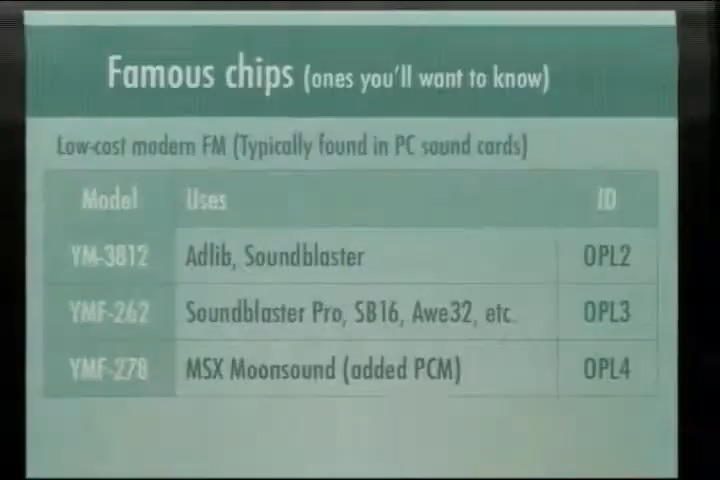 Famous chips (ones you'll want to know)
Low-cost modern FM (Typically found in PC sound cards)
Model Uses ID
YM-3812 Adlib, Soundblaster OPL2
YMF-262 Soundblaster Pro, SB16, Awe32, etc. OPL3
YMF-278 MSX Moonsound (added PCM) OPL4